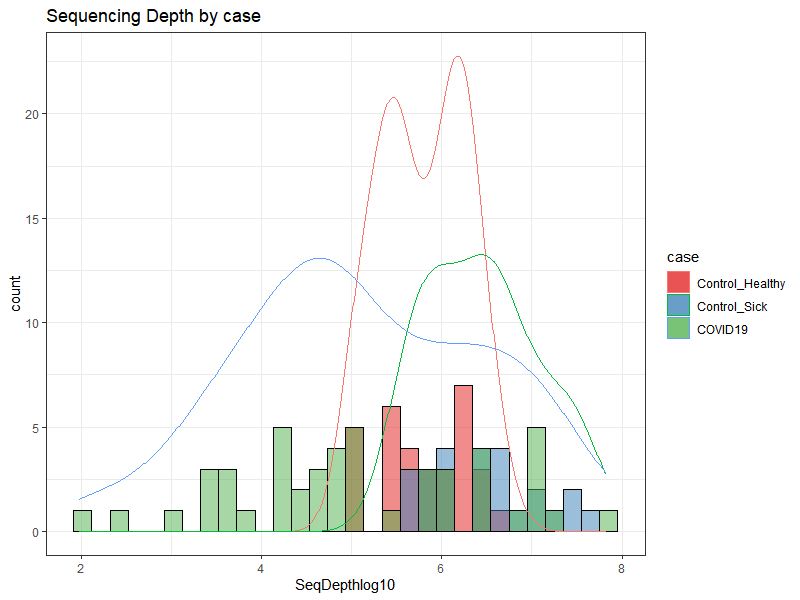 Sequencing Depth by case
20
15
10
5
0
count
2 4 6 8
SeqDepthlog10
case
Control_Healthy
Control_Sick
COVID19